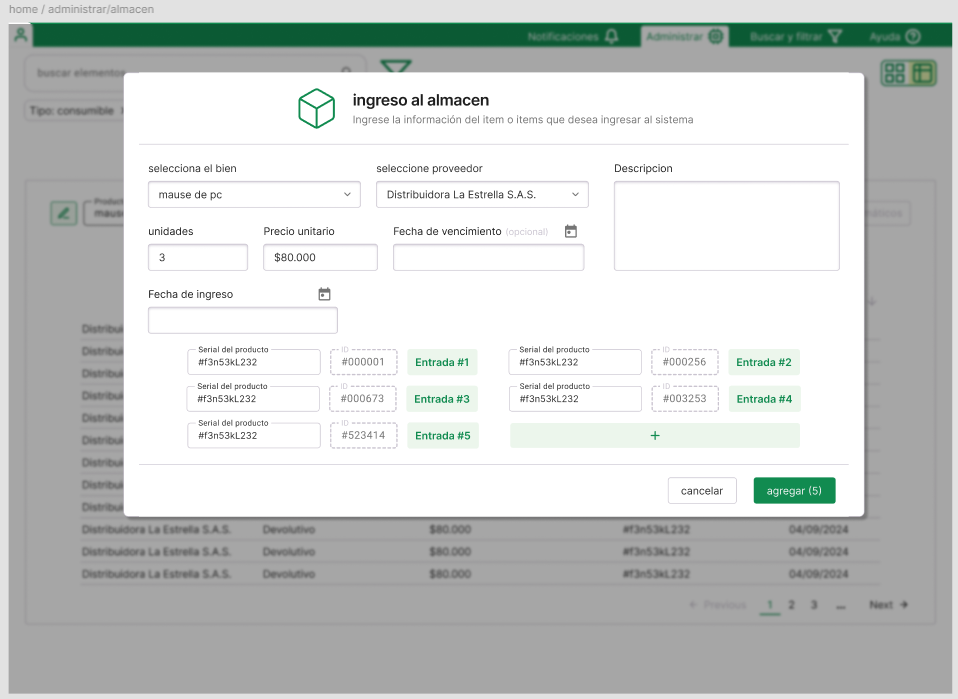 home / administrar/almacen
Notificaciones Administrar Buscar y filtrar Ayuda
buscar elementos
Tipo: consumible
ingreso al almacen
Ingrese la información del item o items que desea ingresar al sistema
selecciona el bien seleccione proveedor Descripcion
mause de pc Distribuidora La Estrella S.A.S.
unidades Precio unitario Fecha de vencimiento (opcional)
3 $80.000
Fecha de ingreso
Serial del producto ID Serial del producto ID
#f3n53kL232 #000001 Entrada #1 #f3n53kL232 #000256 Entrada #2
Serial del producto ID Serial del producto ID
#f3n53kL232 #000673 Entrada #3 #f3n53kL232 #003253 Entrada #4
Serial del producto ID
#f3n53kL232 #523414 Entrada #5 +
cancelar agregar (5)
Distribuidora La Estrella S.A.S. Devolutivo $80.000 #f3n53kL232 04/09/2024
Distribuidora La Estrella S.A.S. Devolutivo $80.000 #f3n53kL232 04/09/2024
Distribuidora La Estrella S.A.S. Devolutivo $80.000 #f3n53kL232 04/09/2024
← Previous 1 2 3 ... Next →